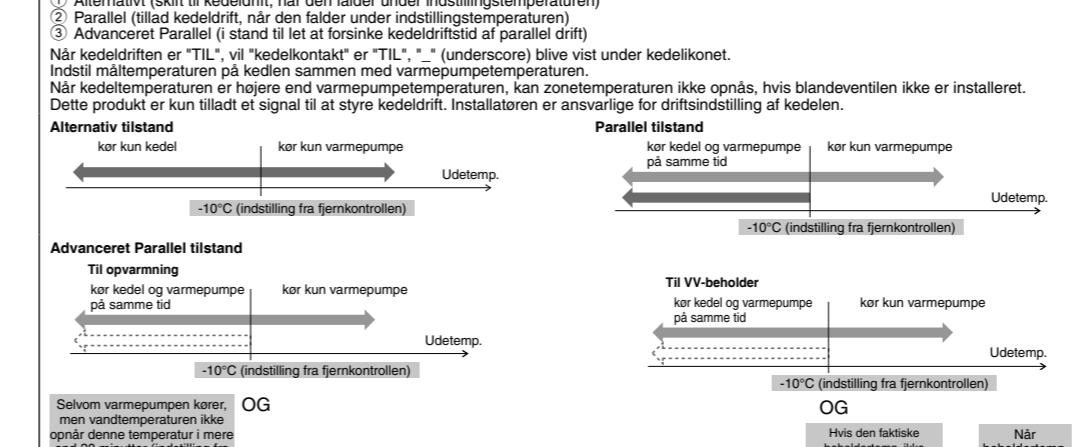 ① Alternativt (skift til kedeldrift, når den falder under indstillingstemperaturen)
② Parallel (tillad kedeldrift, når den falder under indstillingstemperaturen)
③ Advanceret Parallel (i stand til let at forsinke kedeldriftstid af parallel drift)
Når kedeldriften er "TIL", vil "kedelkontakt" er "TIL", "_" (underscore) blive vist under kedelikonet.
Indstil måltemperaturen på kedlen sammen med varmepumpetemperaturen.
Når kedeltemperaturen er højere end varmepumpetemperaturen, kan zonetemperaturen ikke opnås, hvis blandeventilen ikke er installeret.
Dette produkt er kun tilladt et signal til at styre kedeldrift. Installatøren er ansvarlige for driftsindstilling af kedelen.
Alternativ tilstand
kør kun kedel
kør kun varmepumpe
Udetemp.
-10°C (indstilling fra fjernkontrollen)
Parallel tilstand
kør kedel og varmepumpe
på samme tid
kør kun varmepumpe
Udetemp.
-10°C (indstilling fra fjernkontrollen)
Advanceret Parallel tilstand
Til opvarmning
kør kedel og varmepumpe
på samme tid
kør kun varmepumpe
Udetemp.
-10°C (indstilling fra fjernkontrollen)
Selvom varmepumpen kører,
men vandtemperaturen ikke
opnår denne temperatur i mere
OG
Til VV-beholder
kør kedel og varmepumpe
på samme tid
kør kun varmepumpe
Udetemp.
-10°C (indstilling fra fjernkontrollen)
OG
Hvis den faktiske
Når